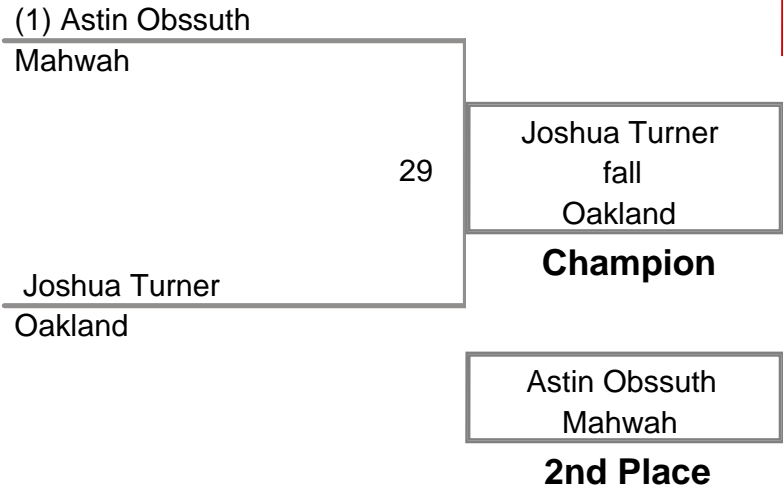 (1) Astin Obssuth
Mahwah
29
Joshua Turner
fall
Oakland
Champion
Joshua Turner
Oakland
Astin Obssuth
Mahwah
2nd Place